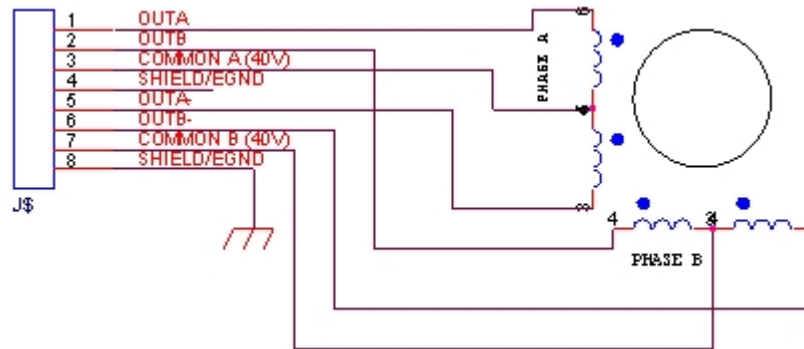 1 OUTA
2 OUTB
3 COMMON A (40V)
4 SHIELD/EGND
5 OUTA-
6 OUTB-
7 COMMON B (40V)
8 SHIELD/EGND
J$
PHASE A
4
PHASE B